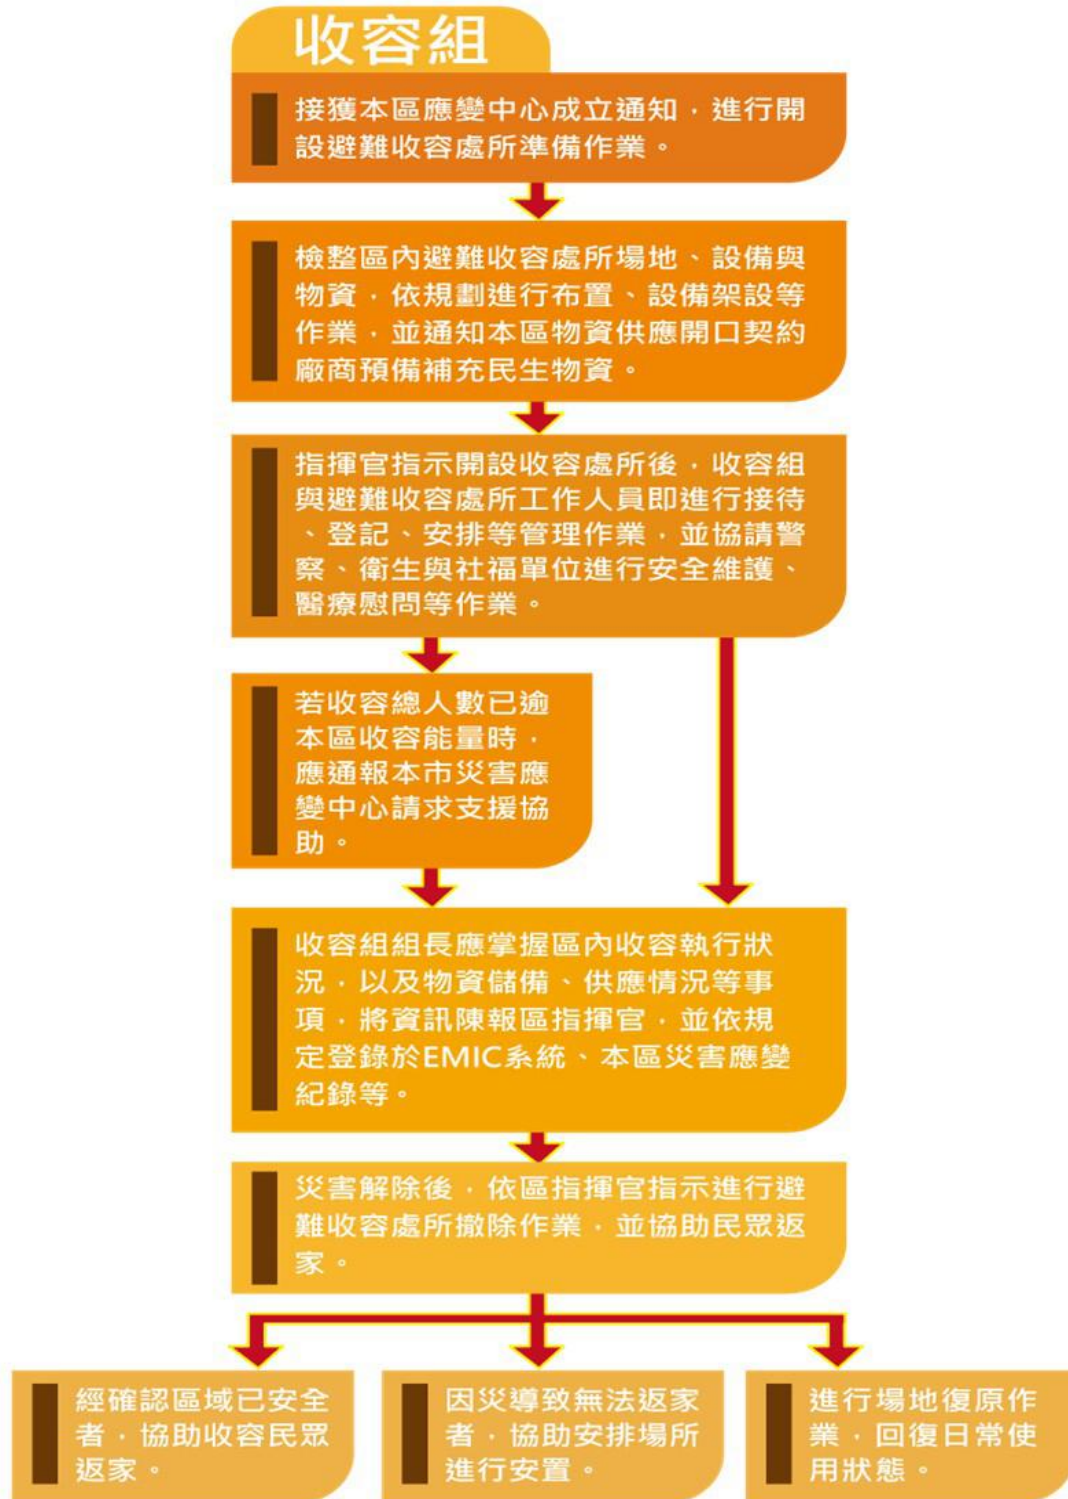 收容組
接獲本區應變中心成立通知，進行開
設避難收容處所準備作業。
檢整區內避難收容處所場地、設備與
物資，依規劃進行布置、設備架設等
作業，並通知本區物資供應開口契約
廠商預備補充民生物資。
指揮官指示開設收容處所後，收容組
與避難收容處所工作人員即進行接待
、登記、安排等管理作業，並協請警
察、衛生與社福單位進行安全維護、
醫療慰問等作業。
若收容總人數已逾
本區收容能量時，
應通報本市災害應
變中心請求支援協
助。
收容組組長應掌握區內收容執行狀
況，以及物資儲備、供應情況等事
項，將資訊陳報區指揮官，並依規
定登錄於EMIC系統、本區災害應變
紀錄等。
災害解除後，依區指揮官指示進行避
難收容處所撤除作業，並協助民眾返
家。
經確認區域已安全
者，協助收容民眾
返家。
因災導致無法返家
者，協助安排場所
進行安置。
進行場地復原作
業，回復日常使
用狀態。